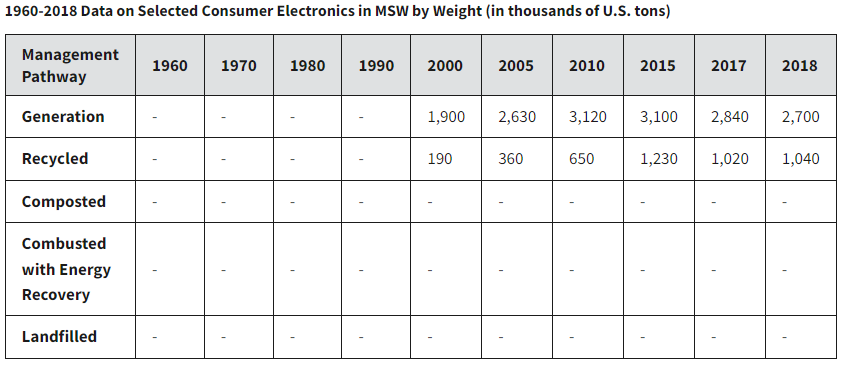 1960-2018 Data on Selected Consumer Electronics in MSW by Weight (in thousands of U.S. tons)
Management Pathway 1960 1970 1980 1990 2000 2005 2010 2015 2017 2018
Generation - - - - 1,900 2,630 3,120 3,100 2,840 2,700
Recycled - - - - 190 360 650 1,230 1,020 1,040
Composted - - - - - - - - - -
Combusted with Energy Recovery - - - - - - - - - -
Landfilled - - - - - - - - - -